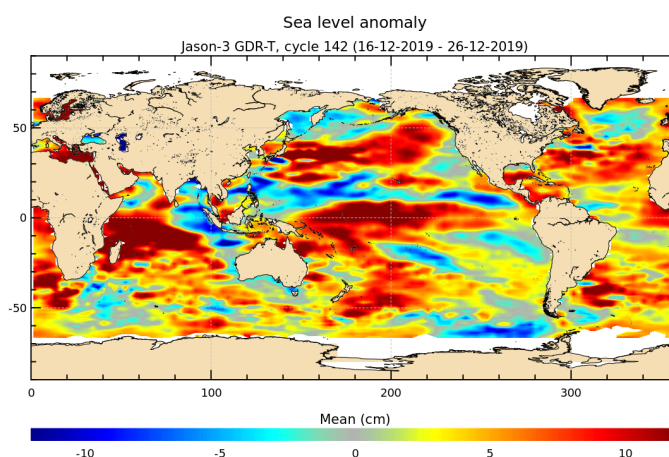 Sea level anomaly
Jason-3 GDR-T, cycle 142 (16-12-2019 - 26-12-2019)
50
0
-50
0 100 200 300
Mean (cm)
-10 -5 0 5 10